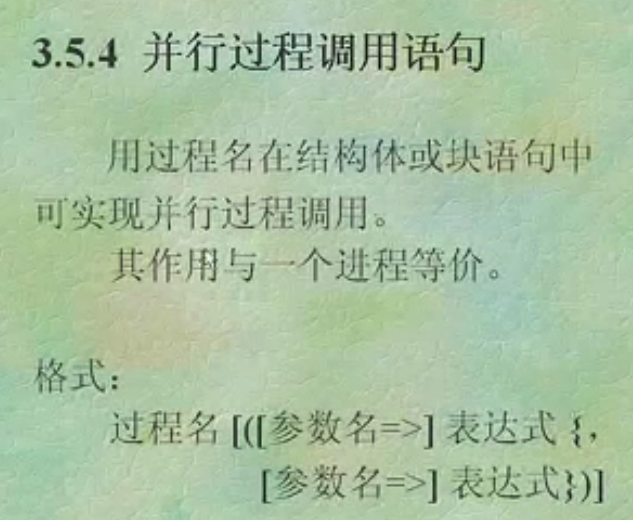 3.5.4 并行过程调用语句
用过程名在结构体或块语句中
可实现并行过程调用。
其作用与一个进程等价。
格式：
过程名 [([参数名=>] 表达式 {,
[参数名=>] 表达式})]